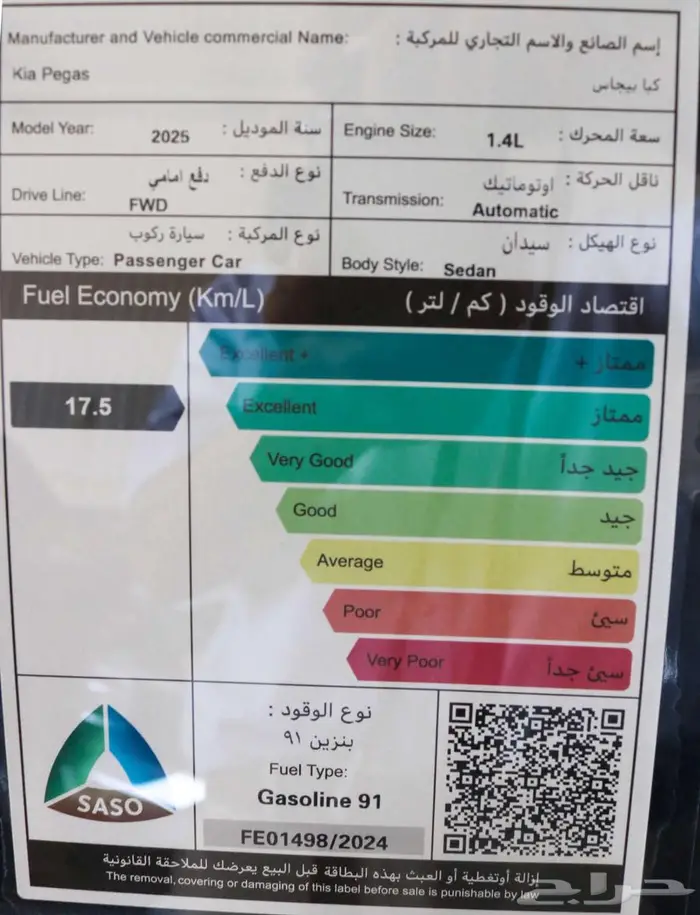 Manufacturer and Vehicle commercial Name: إسم الصانع والاسم التجاري للمركبة :
Kia Pegas كيا بيجاس
Model Year: 2025 سنة الموديل :
Engine Size: 1.4L سعة المحرك :
Drive Line: دفع امامي FWD نوع الدفع :
Transmission: اوتوماتيك Automatic ناقل الحركة :
Vehicle Type: Passenger Car سيارة ركوب نوع المركبة :
Body Style: Sedan سيدان نوع الهيكل :
Fuel Economy (Km/L) اقتصاد الوقود ( كم / لتر )
Excellent + ممتاز +
17.5
Excellent ممتاز
Very Good جيد جداً
Good جيد
Average متوسط
Poor سيئ
Very Poor سيئ جداً
SASO
نوع الوقود :
بنزين ٩١
Fuel Type:
Gasoline 91
FE01498/2024
إزالة أوتغطية أو العبث بهذه البطاقة قبل البيع يعرضك للملاحقة القانونية
The removal, covering or damaging of this label before sale is punishable by law
حراج